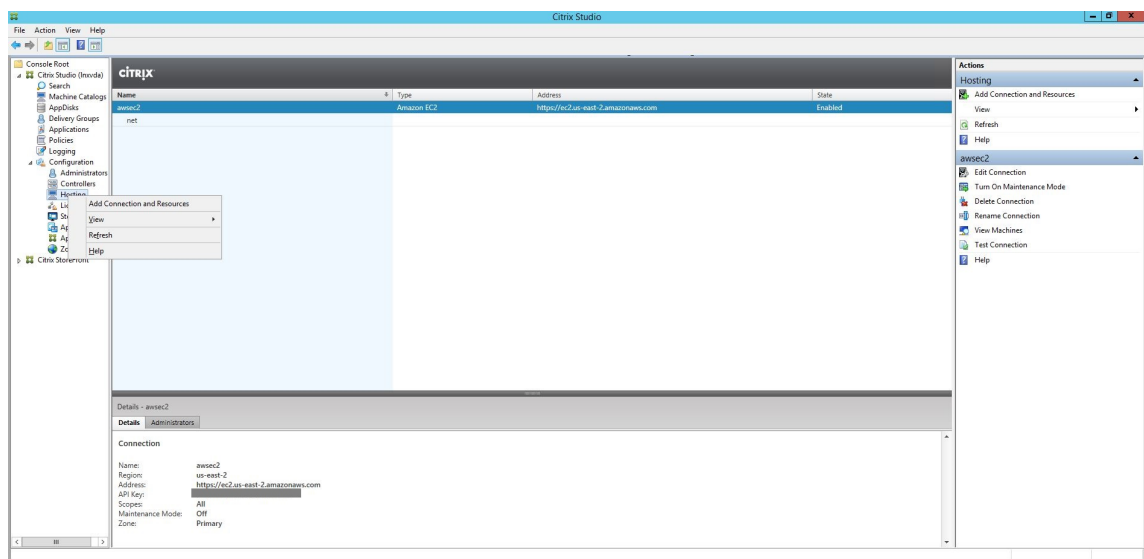 Citrix Studio
File Action View Help
Console Root
Citrix Studio (lnxvda)
Search
Machine Catalogs
AppDisks
Delivery Groups
Applications
Policies
Logging
Configuration
Administrators
Controllers
Hosting
Citrix StoreFront
Add Connection and Resources
View
Refresh
Help
CITRIX
Name Type Address State
awsec2 Amazon EC2 https://ec2.us-east-2.amazonaws.com Enabled
net
Details - awsec2
Details Administrators
Connection
Name: awsec2
Region: us-east-2
Address: https://ec2.us-east-2.amazonaws.com
API Key:
Scopes: All
Maintenance Mode: Off
Zone: Primary
Actions
Hosting
Add Connection and Resources
View
Refresh
Help
awsec2
Edit Connection
Turn On Maintenance Mode
Delete Connection
Rename Connection
View Machines
Test Connection
Help